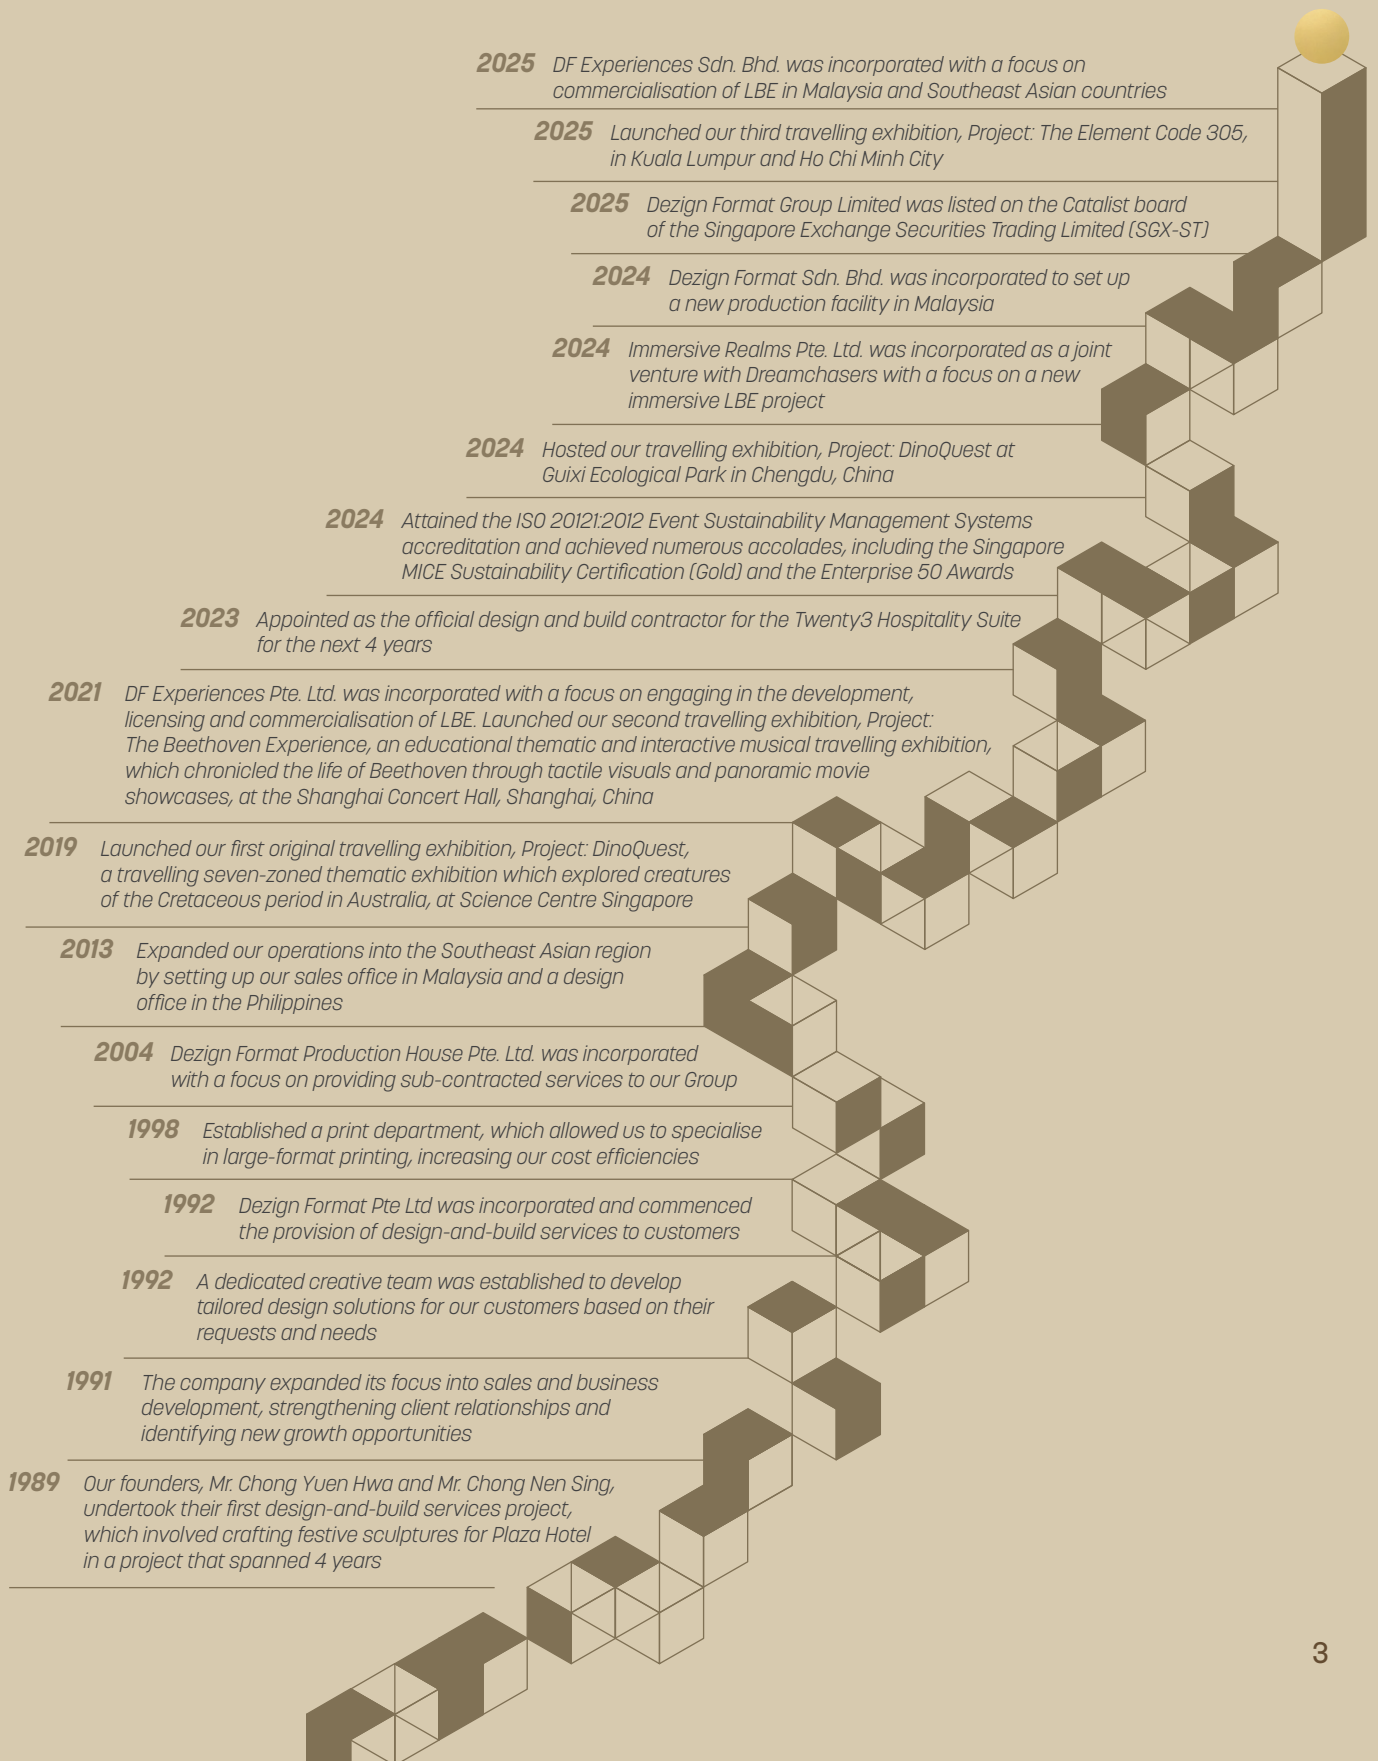 2025 DF Experiences Sdn. Bhd. was incorporated with a focus on
commercialisation of LBE in Malaysia and Southeast Asian countries
2025 Launched our third travelling exhibition, Project: The Element Code 305,
in Kuala Lumpur and Ho Chi Minh City
2025 Dezign Format Group Limited was listed on the Catalist board
of the Singapore Exchange Securities Trading Limited (SGX-ST)
2024 Dezign Format Sdn. Bhd. was incorporated to set up
a new production facility in Malaysia
2024 Immersive Realms Pte. Ltd. was incorporated as a joint
venture with Dreamchasers with a focus on a new
immersive LBE project
2024 Hosted our travelling exhibition, Project: DinoQuest at
Guixi Ecological Park in Chengdu, China
2024 Attained the ISO 20121:2012 Event Sustainability Management Systems
accreditation and achieved numerous accolades, including the Singapore
MICE Sustainability Certification (Gold) and the Enterprise 50 Awards
2023 Appointed as the official design and build contractor for the Twenty3 Hospitality Suite
for the next 4 years
2021 DF Experiences Pte. Ltd. was incorporated with a focus on engaging in the development,
licensing and commercialisation of LBE. Launched our second travelling exhibition, Project:
The Beethoven Experience, an educational thematic and interactive musical travelling exhibition,
which chronicled the life of Beethoven through tactile visuals and panoramic movie
showcases, at the Shanghai Concert Hall, Shanghai, China
2019 Launched our first original travelling exhibition, Project: DinoQuest,
a travelling seven-zoned thematic exhibition which explored creatures
of the Cretaceous period in Australia, at Science Centre Singapore
2013 Expanded our operations into the Southeast Asian region
by setting up our sales office in Malaysia and a design
office in the Philippines
2004 Dezign Format Production House Pte. Ltd. was incorporated
with a focus on providing sub-contracted services to our Group
1998 Established a print department, which allowed us to specialise
in large-format printing, increasing our cost efficiencies
1992 Dezign Format Pte Ltd was incorporated and commenced
the provision of design-and-build services to customers
1992 A dedicated creative team was established to develop
tailored design solutions for our customers based on their
requests and needs
1991 The company expanded its focus into sales and business
development, strengthening client relationships and
identifying new growth opportunities
1989 Our founders, Mr. Chong Yuen Hwa and Mr. Chong Nen Sing,
undertook their first design-and-build services project,
which involved crafting festive sculptures for Plaza Hotel
in a project that spanned 4 years
3